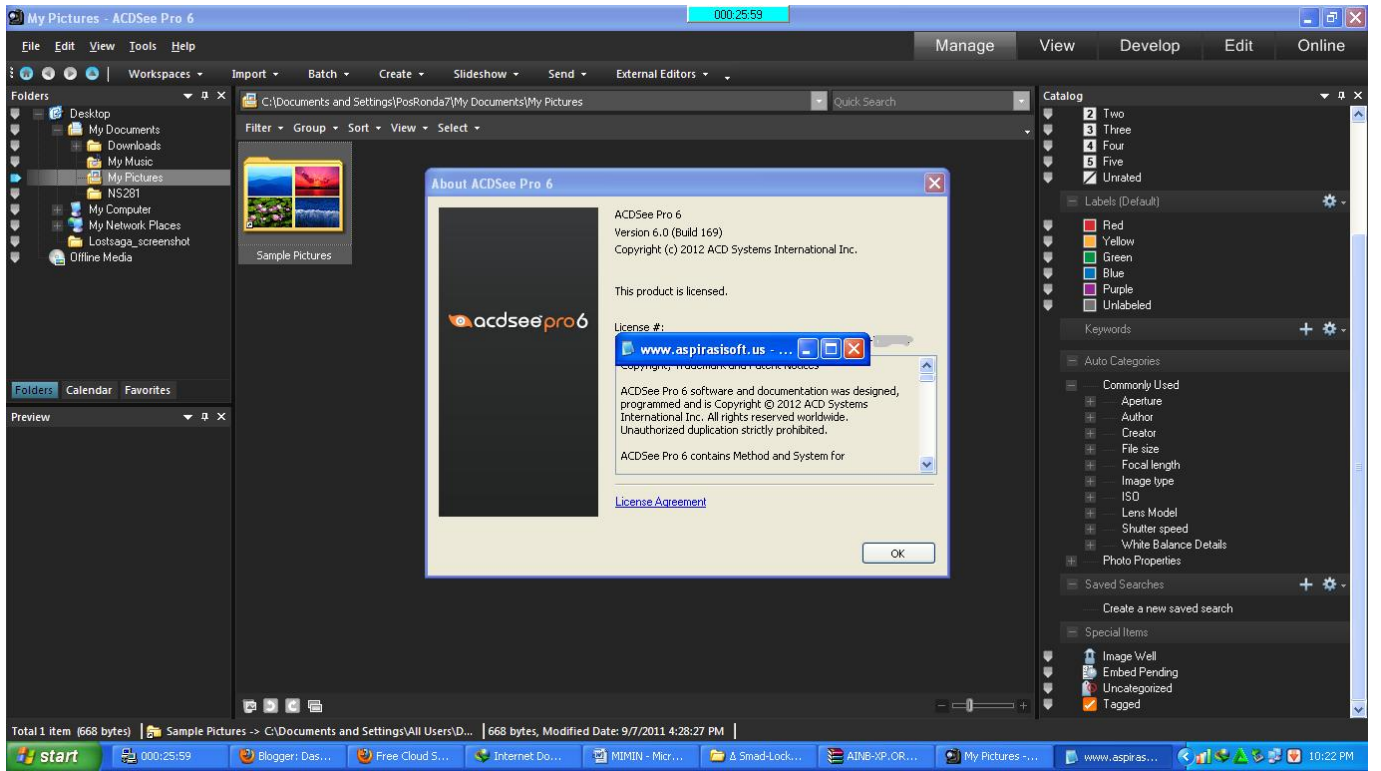 My Pictures - ACDSee Pro 6
000:25:59
File Edit View Tools Help
Manage View Develop Edit Online
Workspaces Import Batch Create Slideshow Send External Editors
Folders
Desktop
My Documents
Downloads
My Music
My Pictures
NS281
My Computer
My Network Places
Lostsaga_screenshot
Offline Media
Folders Calendar Favorites
Preview
C:\Documents and Settings\PosRonda7\My Documents\My Pictures
Quick Search
Filter Group Sort View Select
Sample Pictures
About ACDSee Pro 6
acdsee pro 6
ACDSee Pro 6
Version 6.0 (Build 169)
Copyright (c) 2012 ACD Systems International Inc.
This product is licensed.
License #:
www.aspirasisoft.us - ...
Copyright, Trademark and Patent Notices
ACDSee Pro 6 software and documentation was designed,
programmed and is Copyright © 2012 ACD Systems
International Inc. All rights reserved worldwide.
Unauthorized duplication strictly prohibited.
ACDSee Pro 6 contains Method and System for
License Agreement
OK
Catalog
2 Two
3 Three
4 Four
5 Five
Unrated
Labels (Default)
Red
Yellow
Green
Blue
Purple
Unlabeled
Keywords
Auto Categories
Commonly Used
Aperture
Author
Creator
File size
Focal length
Image type
ISO
Lens Model
Shutter speed
White Balance Details
Photo Properties
Saved Searches
Create a new saved search
Special Items
Image Well
Embed Pending
Uncategorized
Tagged
Total 1 item (668 bytes) Sample Pictures -> C:\Documents and Settings\All Users\D... 668 bytes, Modified Date: 9/7/2011 4:28:27 PM
start 000:25:59 Blogger: Das... Free Cloud S... Internet Do... MIMIN - Micr... Δ Smad-Lock... AINB-XP.OR... My Pictures -... www.aspiras... 10:22 PM